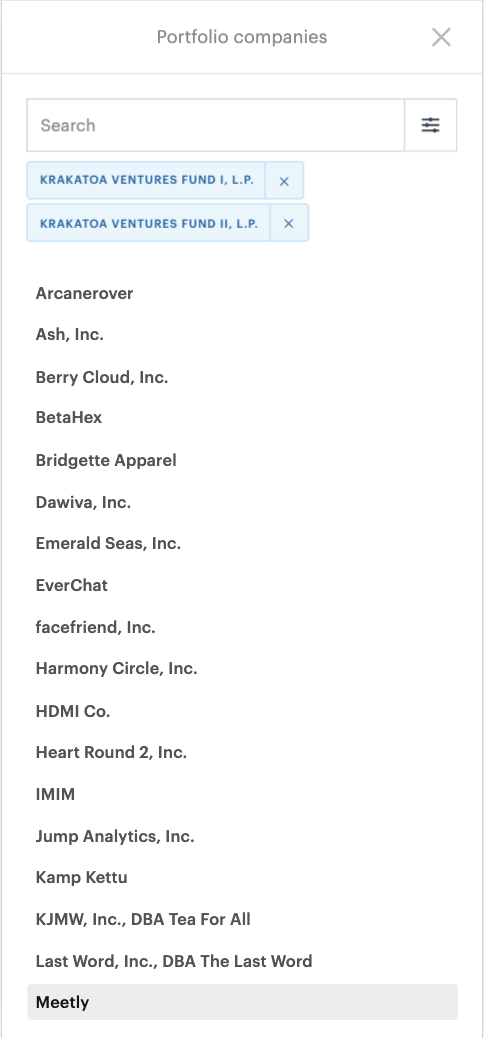 Portfolio companies
Search
KRAKATOA VENTURES FUND I, L.P.
KRAKATOA VENTURES FUND II, L.P.
Arcanerover
Ash, Inc.
Berry Cloud, Inc.
BetaHex
Bridgette Apparel
Dawiva, Inc.
Emerald Seas, Inc.
EverChat
facefriend, Inc.
Harmony Circle, Inc.
HDMI Co.
Heart Round 2, Inc.
IMIM
Jump Analytics, Inc.
Kamp Kettu
KJMW, Inc., DBA Tea For All
Last Word, Inc., DBA The Last Word
Meetly